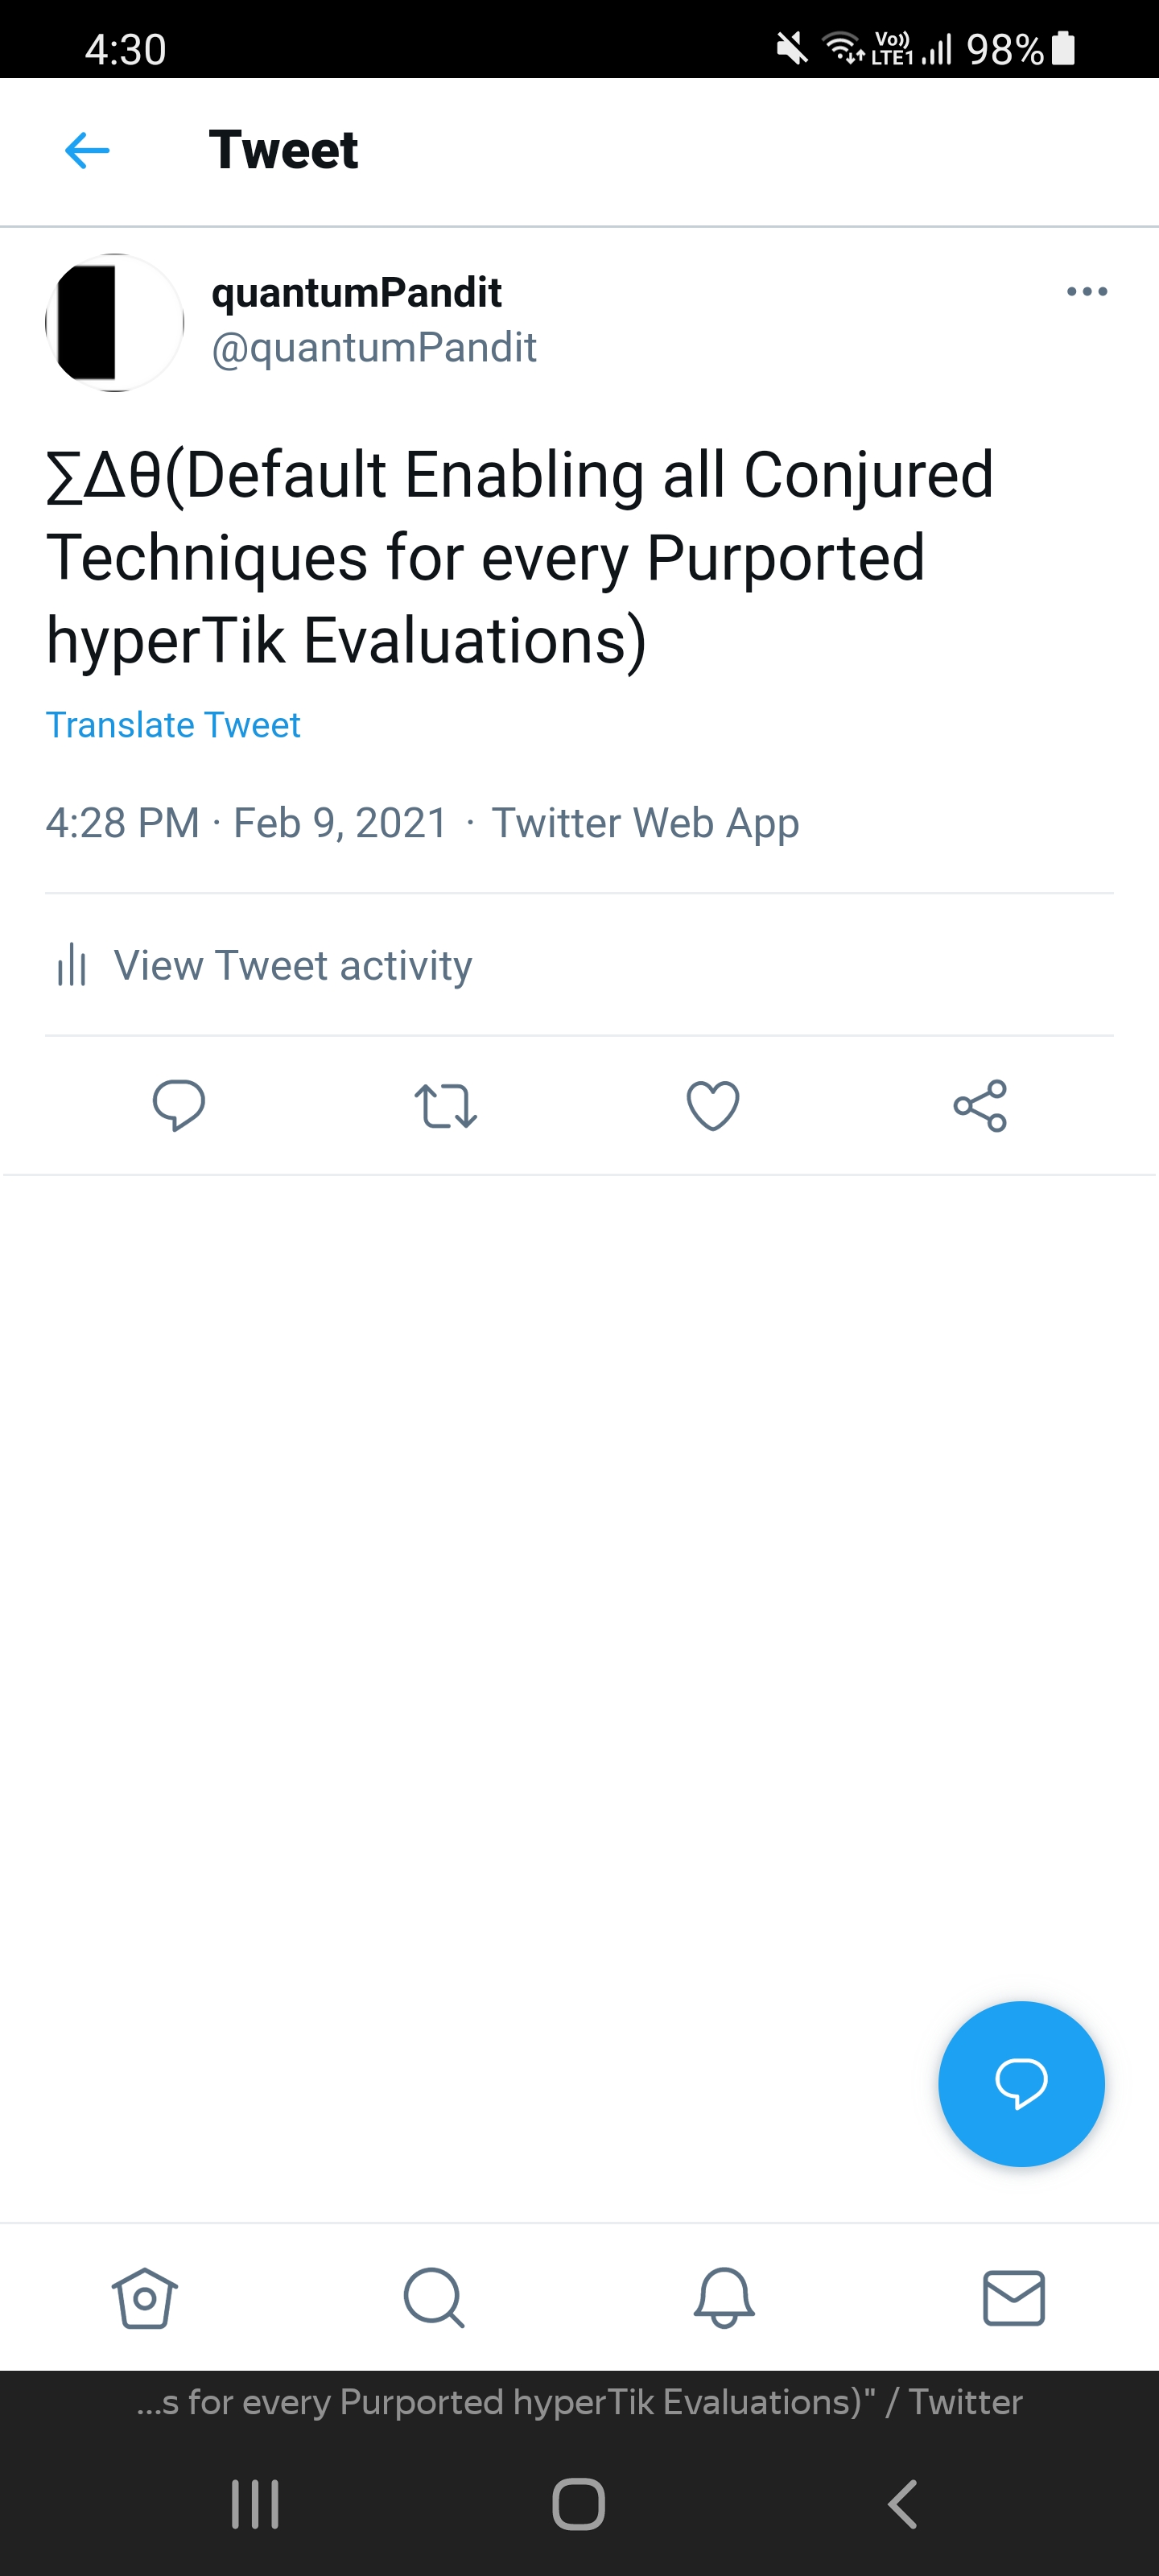 4:30 Vo)) LTE1 98%
Tweet
quantumPandit
@quantumPandit
∑Δθ(Default Enabling all Conjured
Techniques for every Purported
hyperTik Evaluations)
Translate Tweet
4:28 PM · Feb 9, 2021 · Twitter Web App
View Tweet activity
...s for every Purported hyperTik Evaluations)" / Twitter